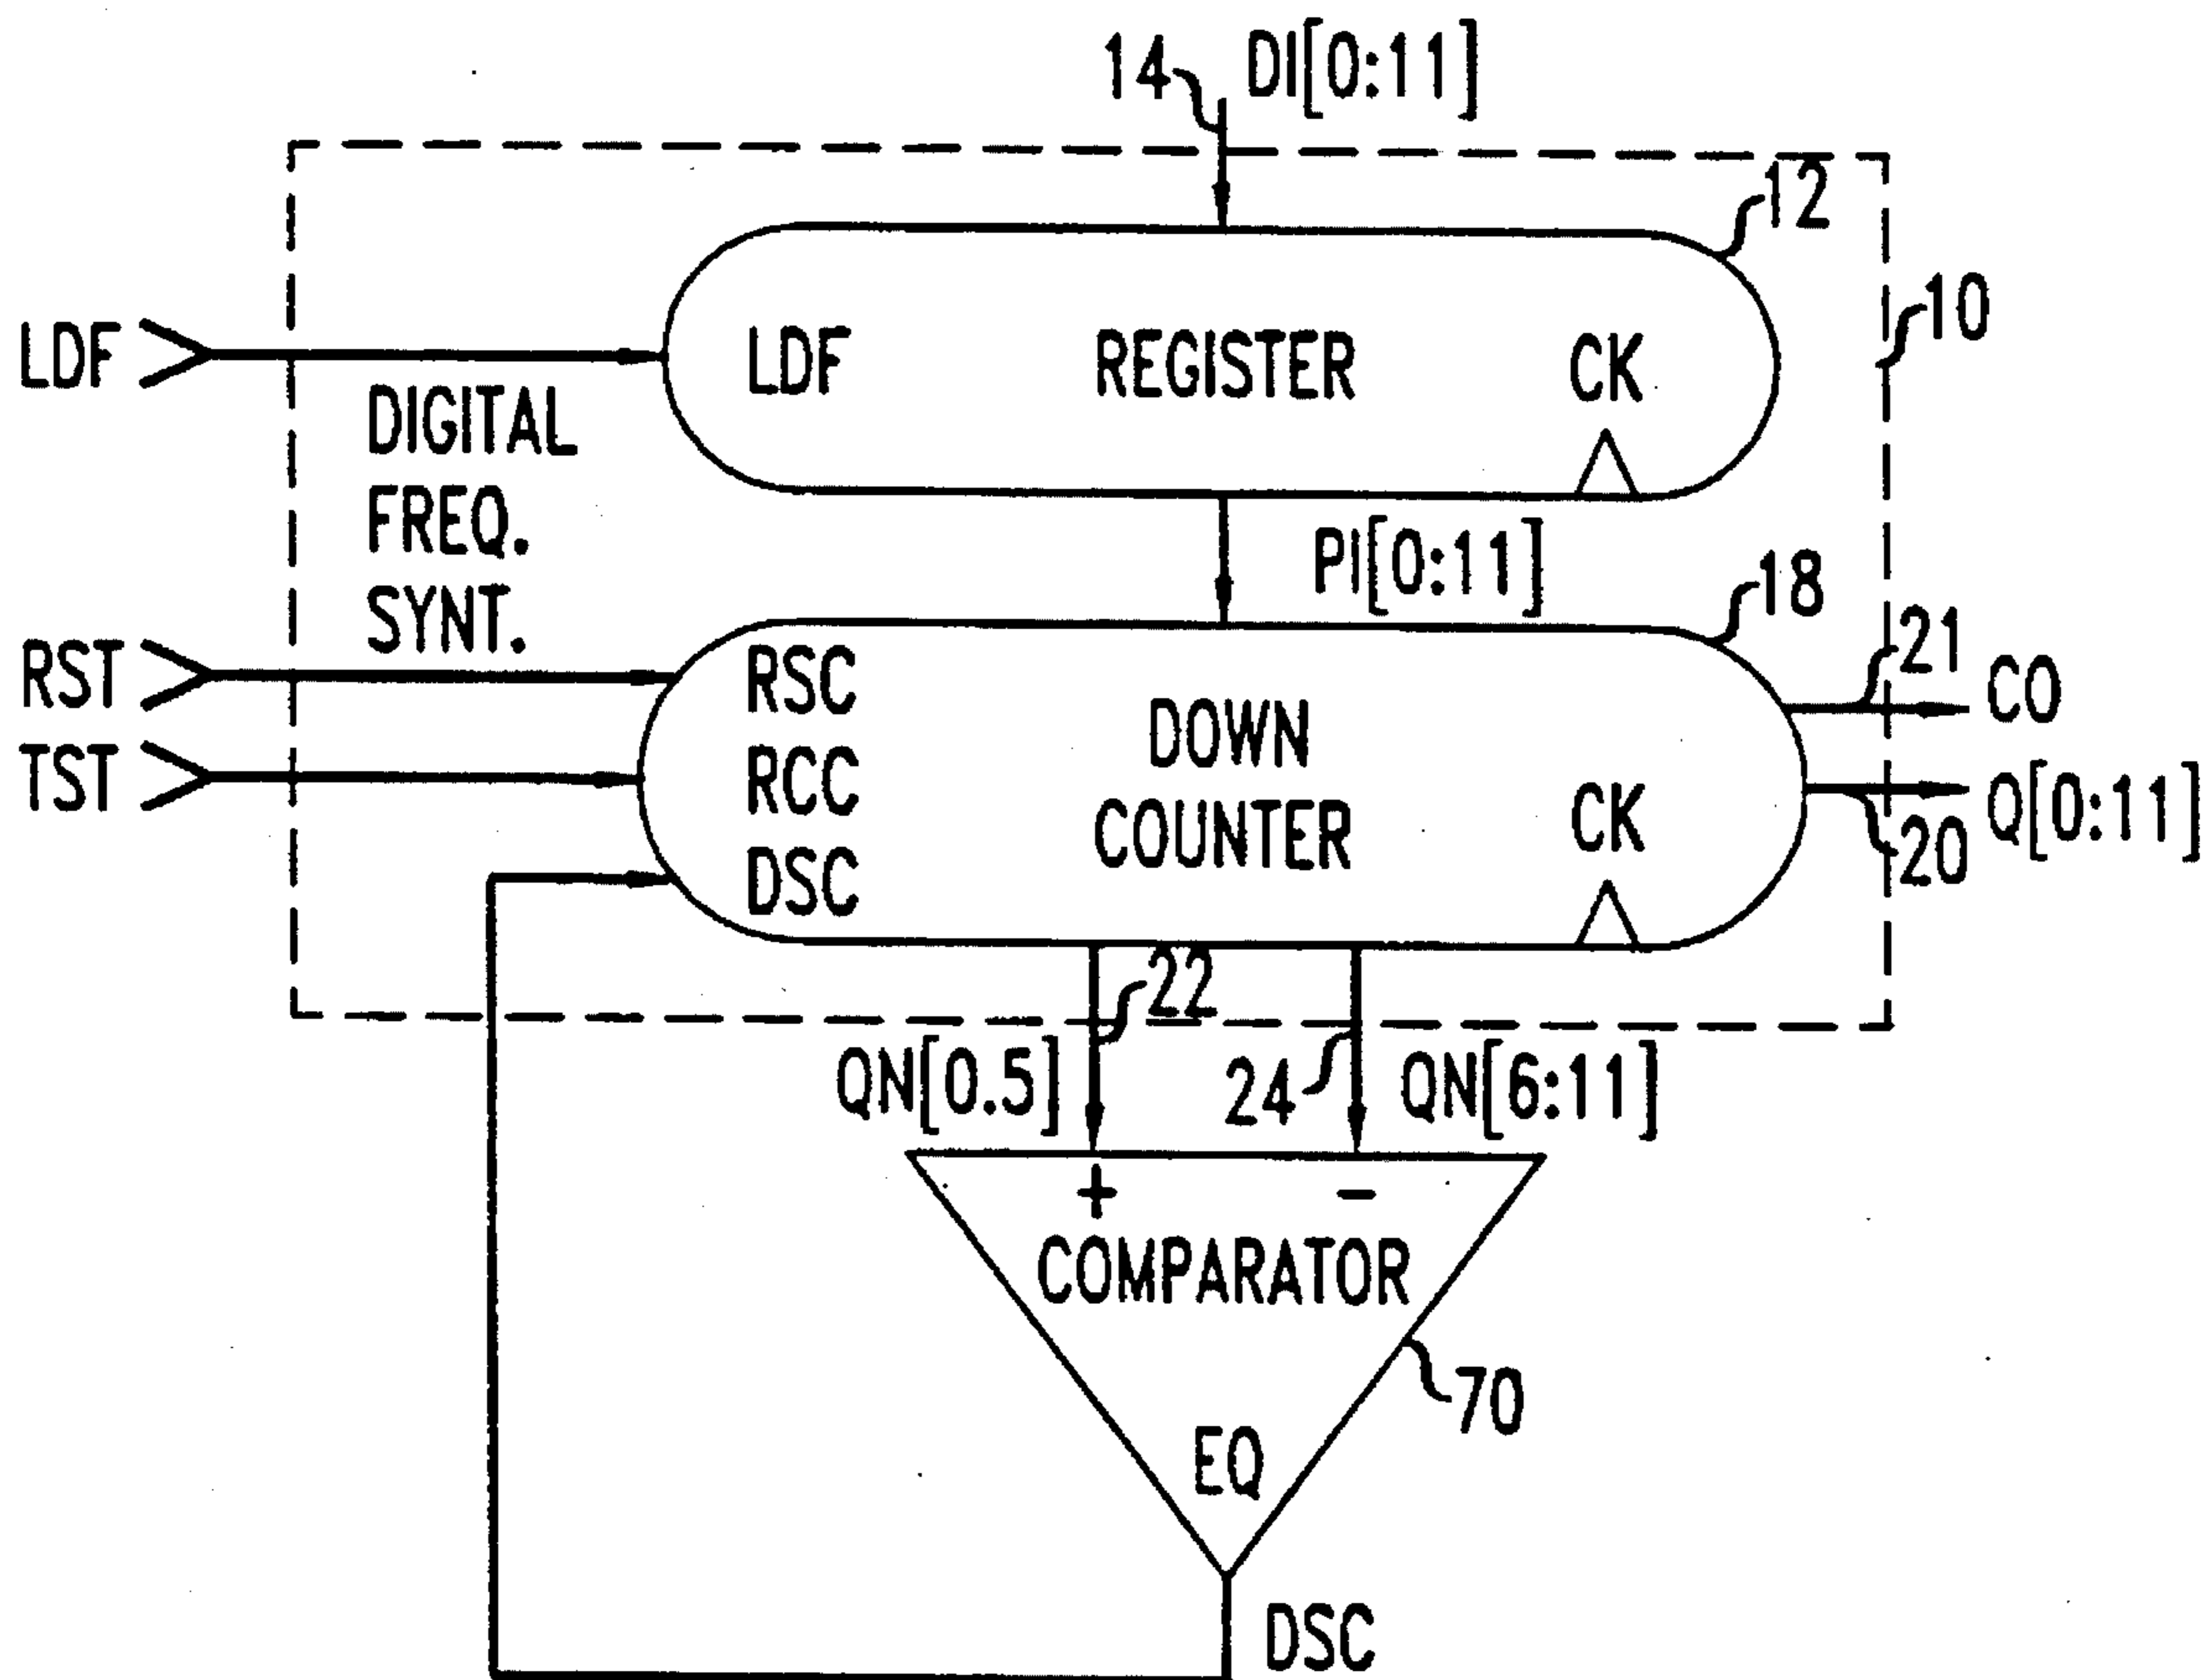 14 DI[0:11]
12
10
LDF
LDF REGISTER CK
DIGITAL
FREQ.
SYNT.
PI[0:11]
18
21
RST
RSC
CO
TST
RCC
DOWN
COUNTER
CK
Q[0:11]
20
DSC
22
QN[0.5]
24
QN[6:11]
+ −
COMPARATOR
70
EQ
DSC